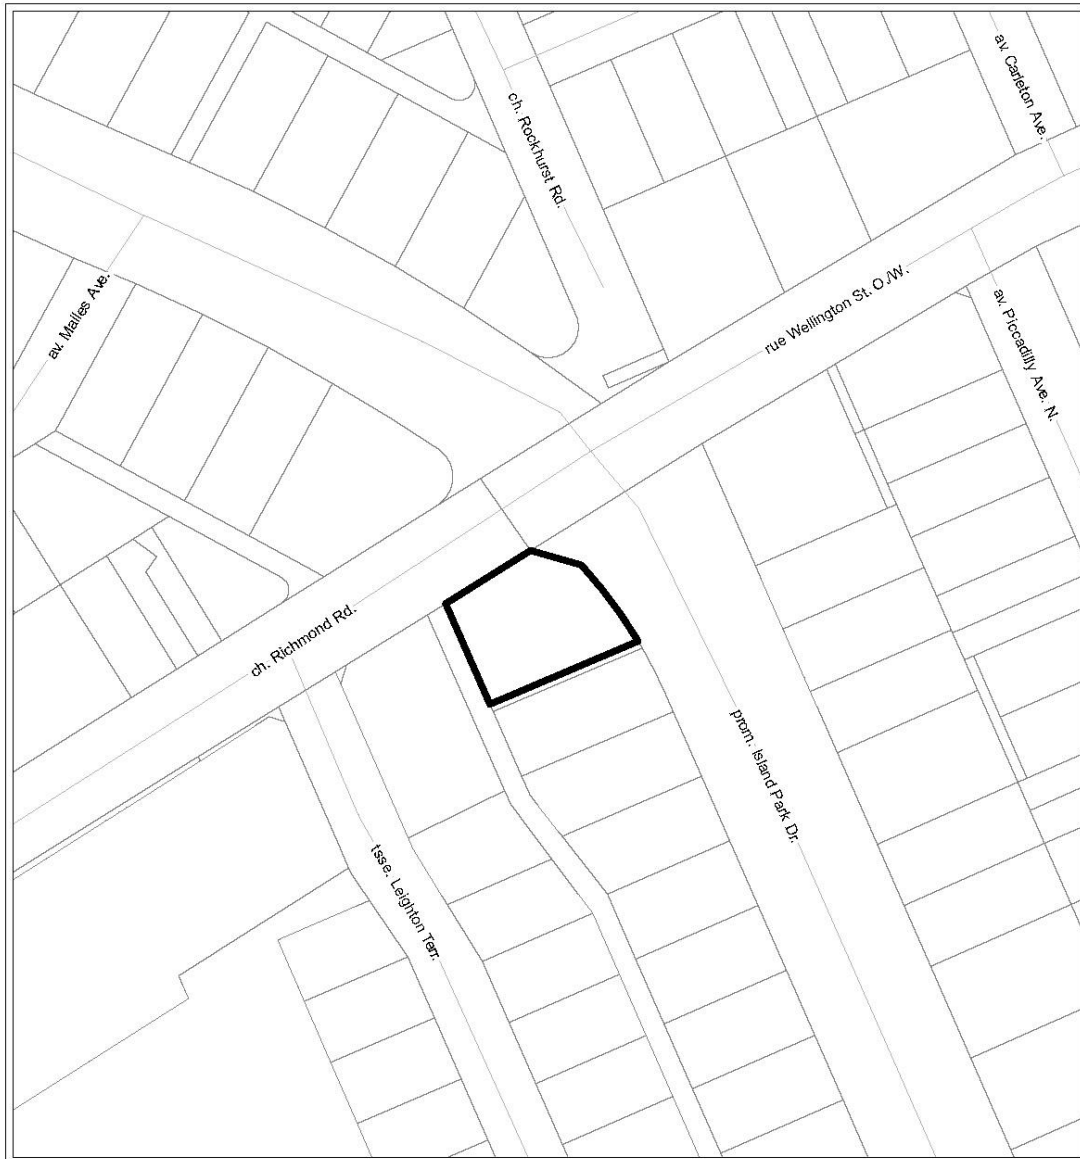 av. Carleton Ave.
ch. Rockhurst Rd.
av. Mailes Ave.
rue Wellington St. O./W.
av. Piccadilly Ave. N.
ch. Richmond Rd.
prom. Island Park Dr.
tsse. Leighton Terr.